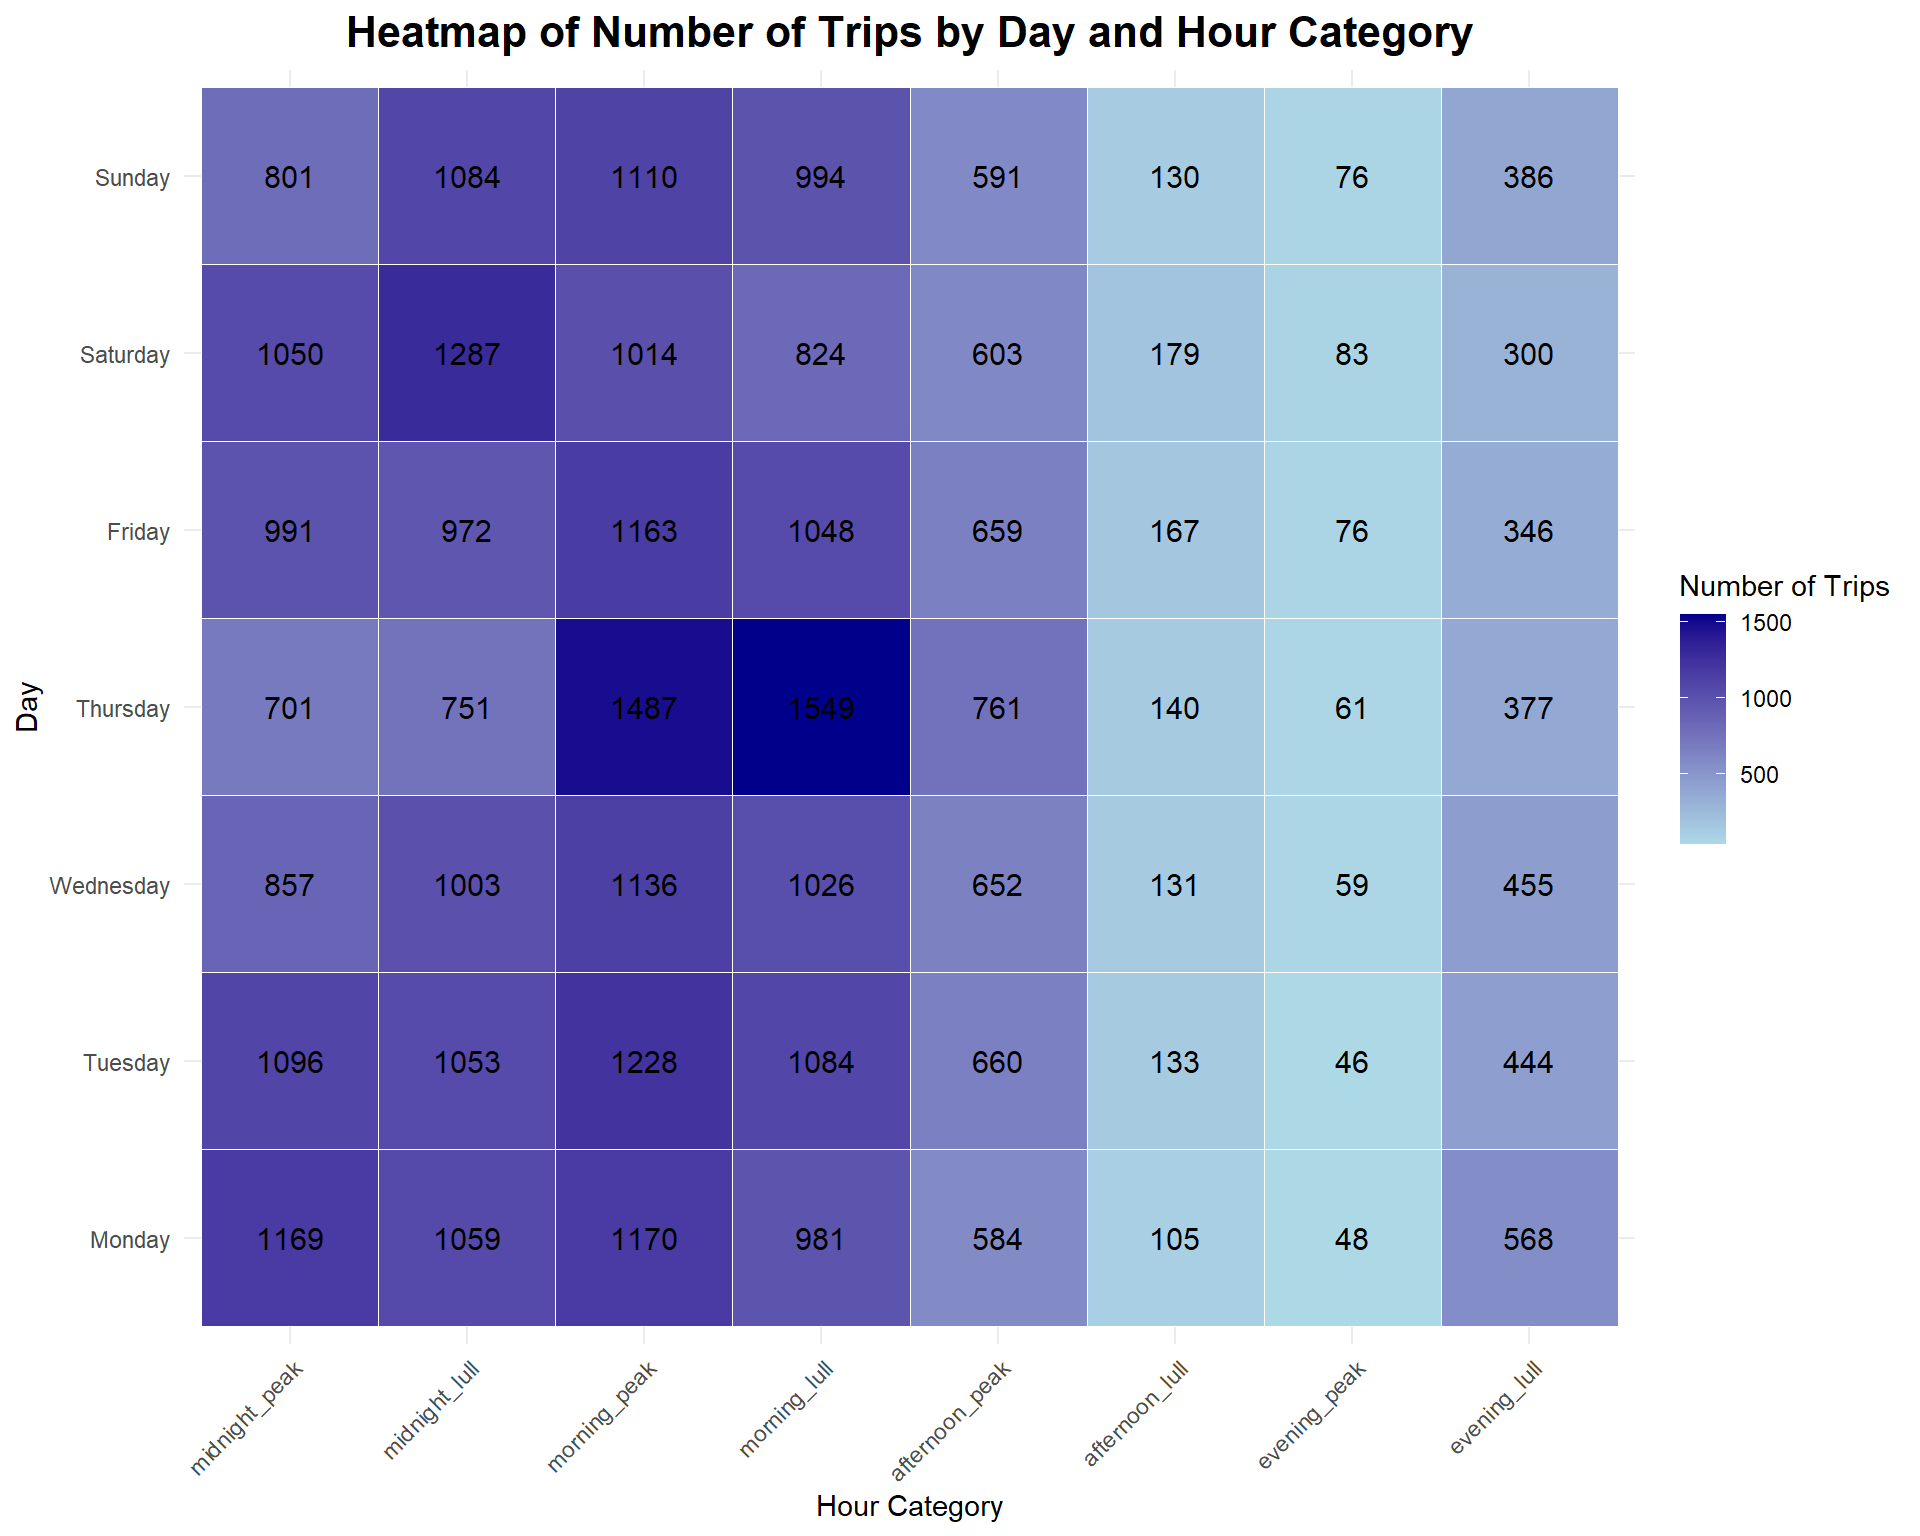 Heatmap of Number of Trips by Day and Hour Category
Day
Sunday 801 1084 1110 994 591 130 76 386
Saturday 1050 1287 1014 824 603 179 83 300
Friday 991 972 1163 1048 659 167 76 346
Thursday 701 751 1487 1549 761 140 61 377
Wednesday 857 1003 1136 1026 652 131 59 455
Tuesday 1096 1053 1228 1084 660 133 46 444
Monday 1169 1059 1170 981 584 105 48 568
midnight_peak midnight_lull morning_peak morning_lull afternoon_peak afternoon_lull evening_peak evening_lull
Hour Category
Number of Trips
1500
1000
500